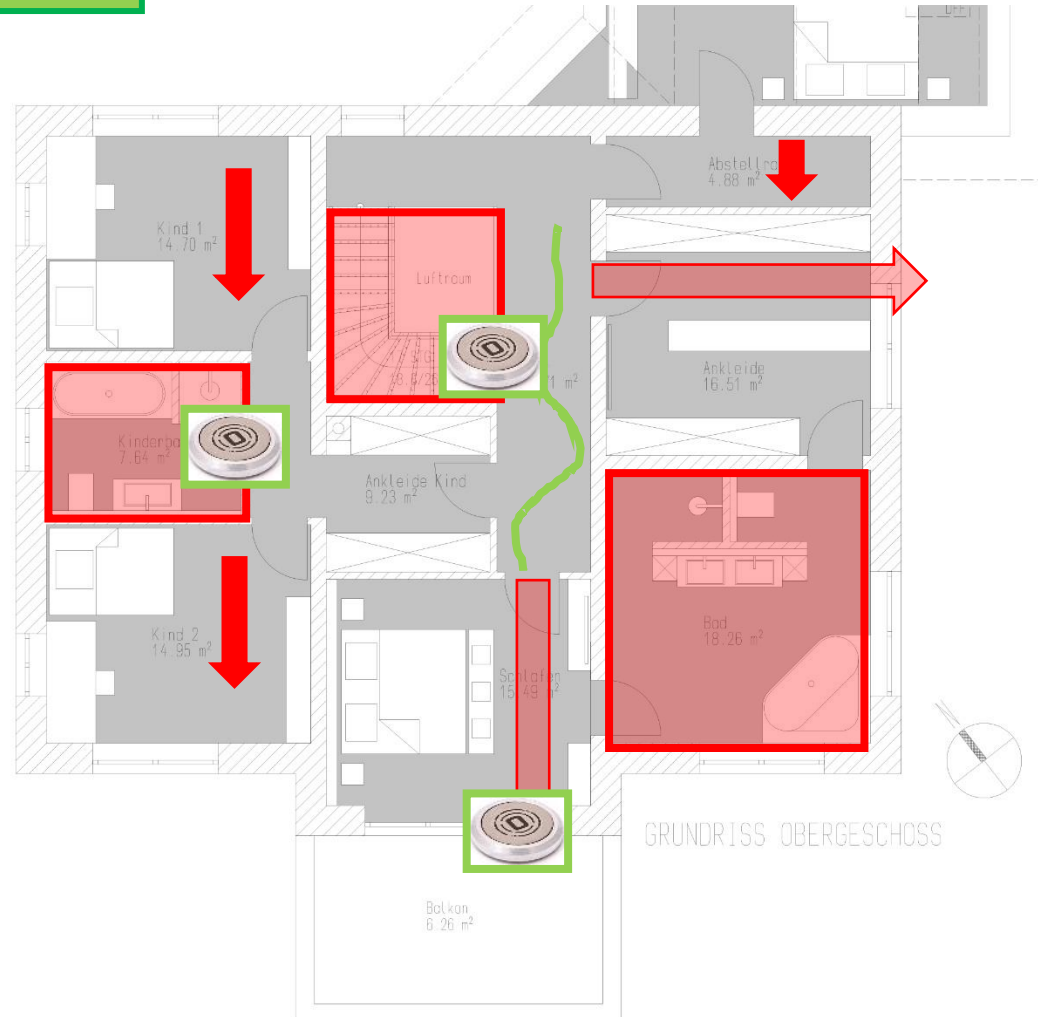 Abstellra
4.88 m²
Kind 1
14.70 m²
Luftraum
Ankleide
16.51 m²
Kinderba
7.64 m²
Ankleide Kind
9.23 m²
Bad
18.26 m²
Kind 2
14.95 m²
Schlafen
15.49 m²
GRUNDRISS OBERGESCHOSS
Balkon
6.26 m²